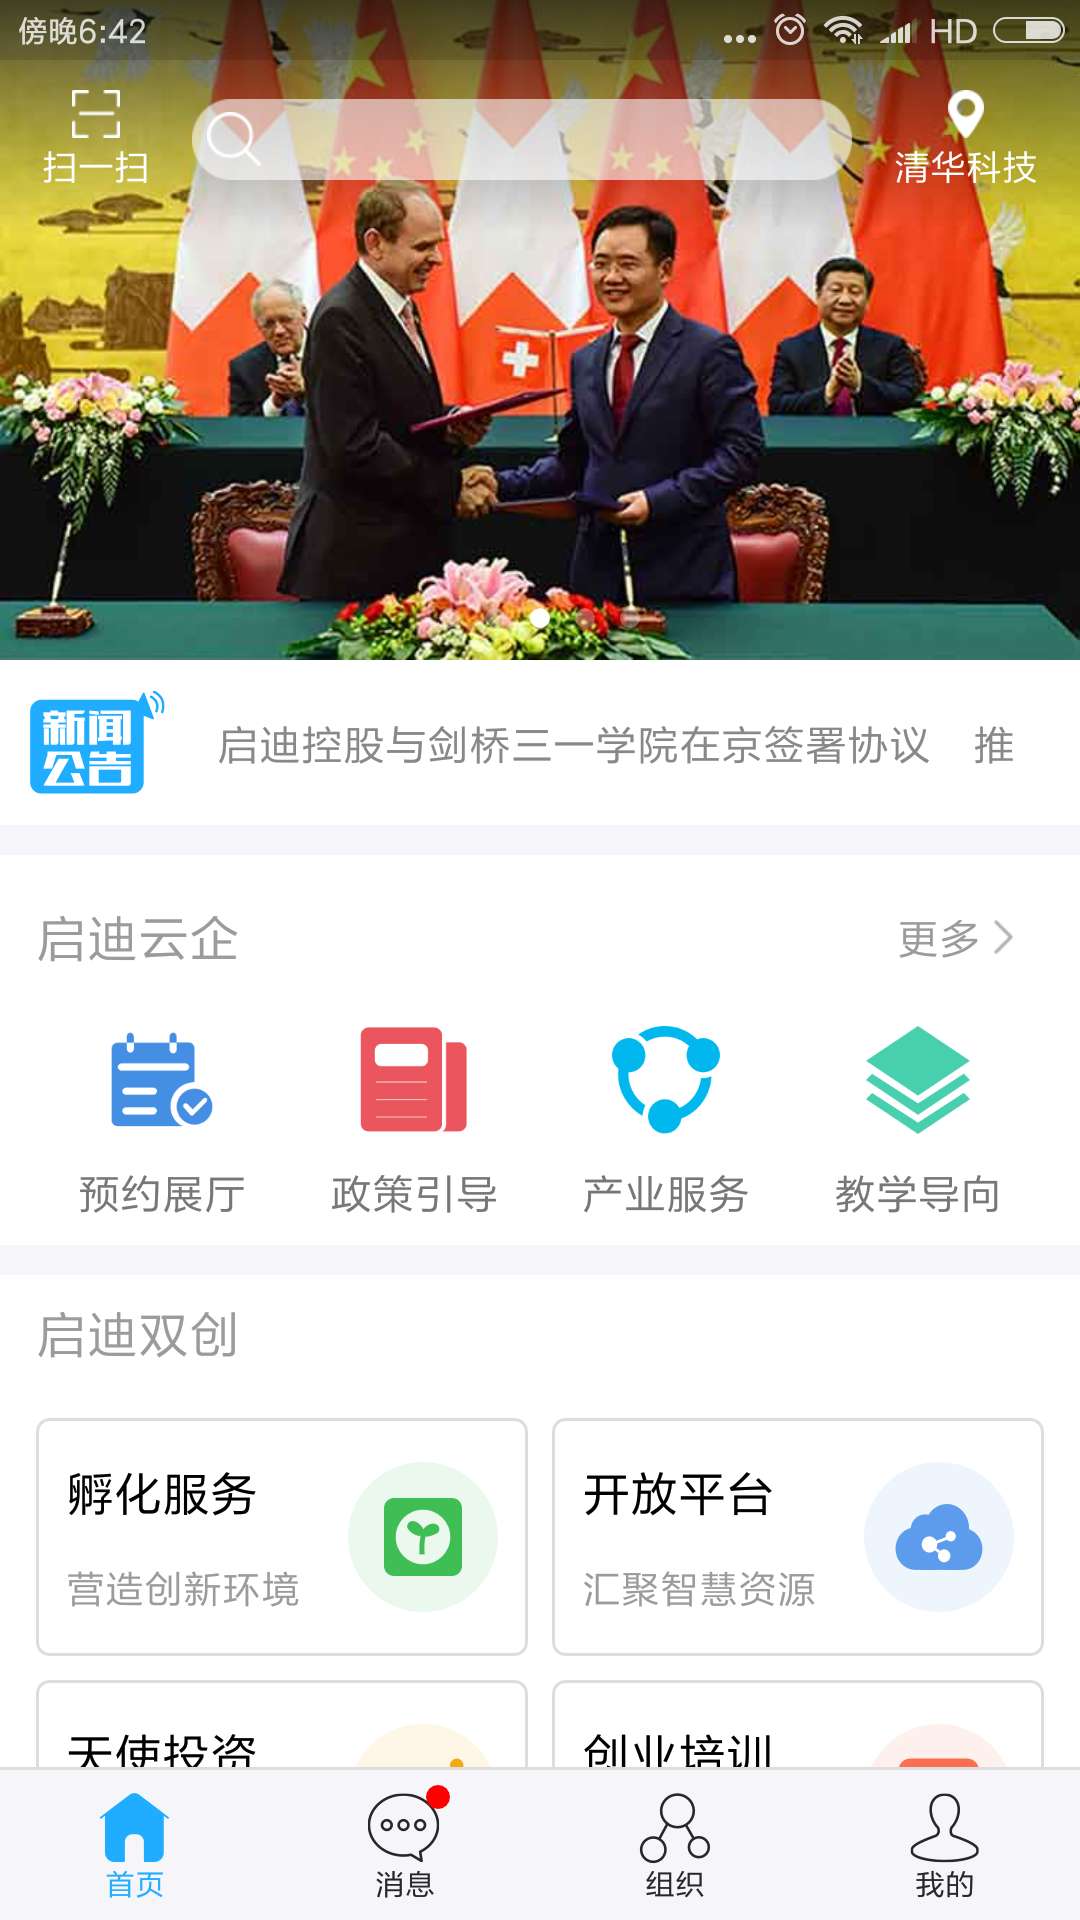 傍晚6:42
HD
扫一扫
清华科技
新闻
公告
启迪控股与剑桥三一学院在京签署协议 推
启迪云企
更多
预约展厅 政策引导 产业服务 教学导向
启迪双创
孵化服务
营造创新环境
开放平台
汇聚智慧资源
天使投资
创业培训
首页 消息 组织 我的